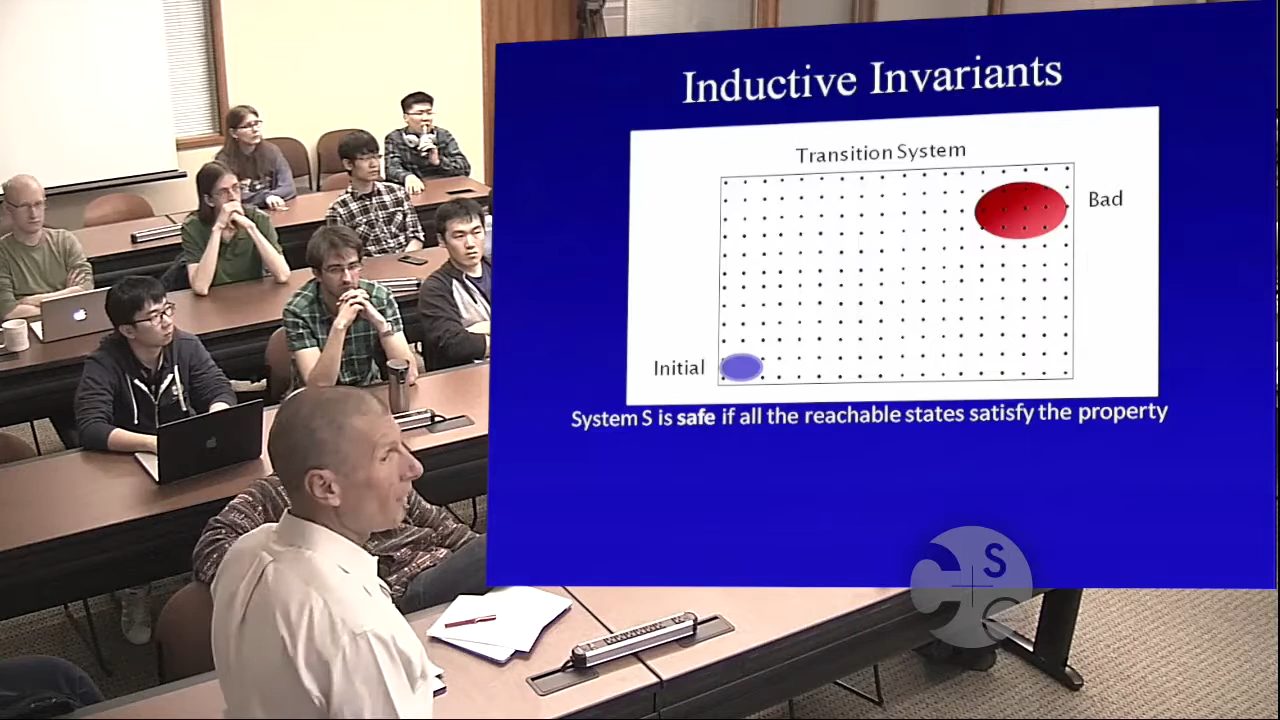 Inductive Invariants
Transition System
Bad
Initial
System S is safe if all the reachable states satisfy the property
C S